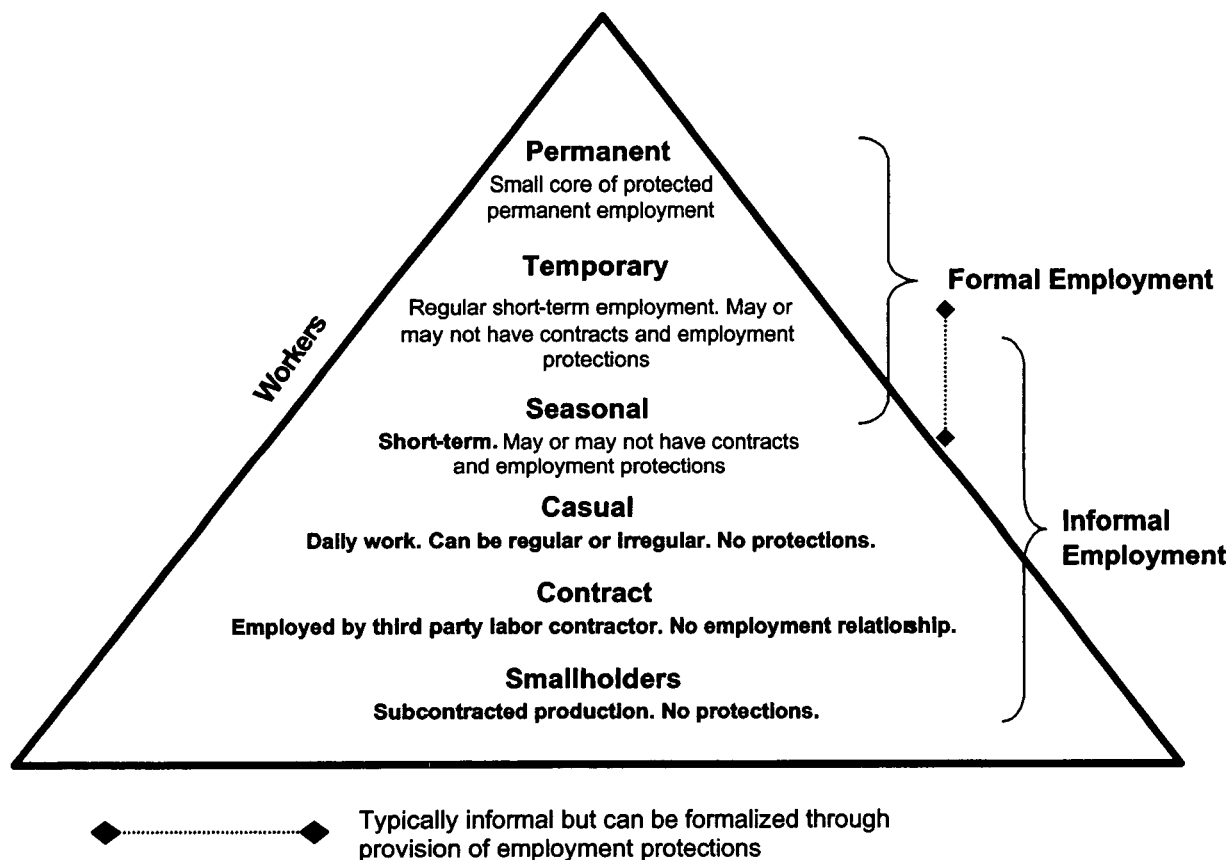 Permanent
Small core of protected
permanent employment
Temporary
Regular short-term employment. May or
may not have contracts and employment
protections
Seasonal
Short-term. May or may not have contracts
and employment protections
Casual
Daily work. Can be regular or irregular. No protections.
Contract
Employed by third party labor contractor. No employment relationship.
Smallholders
Subcontracted production. No protections.
Workers
Formal Employment
Informal
Employment
Typically informal but can be formalized through
provision of employment protections